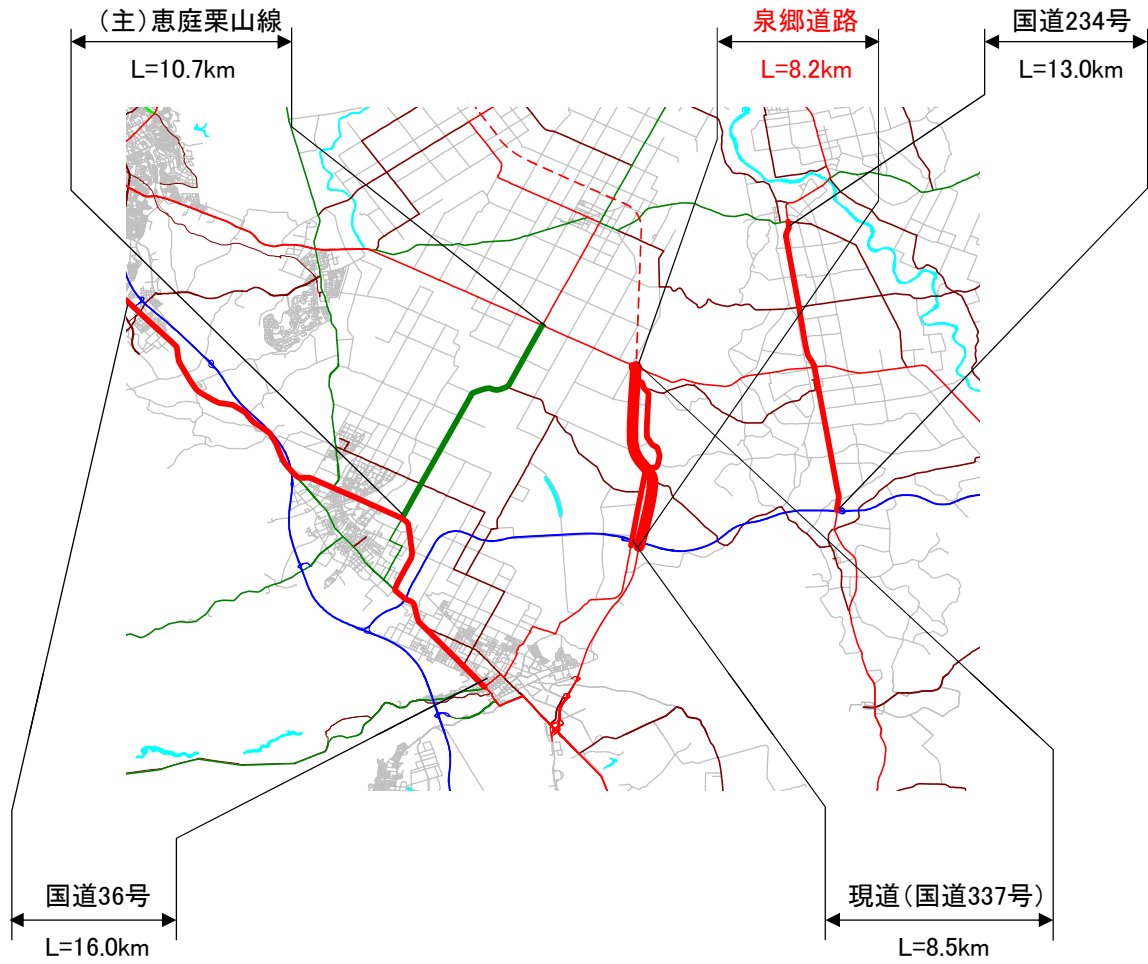 (主)恵庭栗山線
L=10.7km
泉郷道路
L=8.2km
国道234号
L=13.0km
国道36号
L=16.0km
現道(国道337号)
L=8.5km